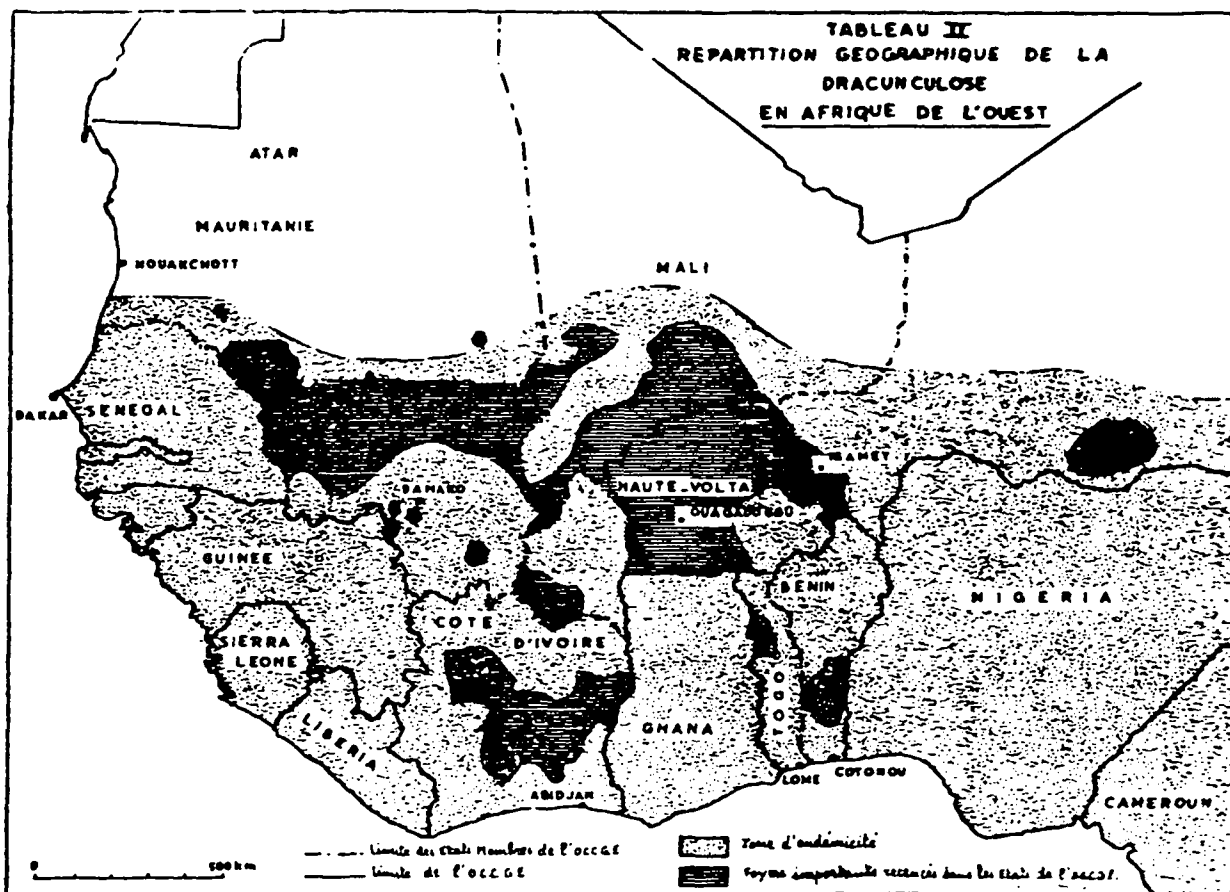 TABLEAU II
REPARTITION GEOGRAPHIQUE DE LA
DRACUNCULOSE
EN AFRIQUE DE L'OUEST
ATAR
MAURITANIE
NOUAKCHOTT
MALI
DAKAR
SENEGAL
NIAMEY
HAUTE-VOLTA
BAMAKO
OUAGADOUGOU
GUINEE
BENIN
NIGERIA
COTE D'IVOIRE
SIERRA
LEONE
LIBERIA
GHANA
TOGO
ABIDJAN
LOME
COTONOU
CAMEROUN
0 500 km
Limite des Etats Membres de l'OCCGE
Limite de l'OCCGE
Zone d'endémicité
Foyers importants recensés dans les Etats de l'